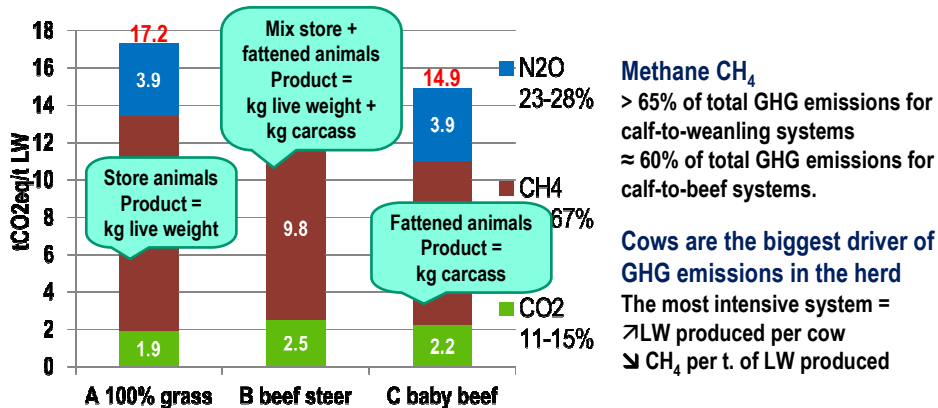 18
16
14
12
10
8
6
4
2
0
tCO2eq/t LW
17.2
3.9
Store animals
Product =
kg live weight
1.9
Mix store +
fattened animals
Product =
kg live weight +
kg carcass
9.8
2.5
14.9
3.9
Fattened animals
Product =
kg carcass
2.2
A 100% grass
B beef steer
C baby beef
N2O
23-28%
CH4
67%
CO2
11-15%
Methane CH₄
> 65% of total GHG emissions for
calf-to-weanling systems
≈ 60% of total GHG emissions for
calf-to-beef systems.
Cows are the biggest driver of
GHG emissions in the herd
The most intensive system =
↗LW produced per cow
↘ CH₄ per t. of LW produced